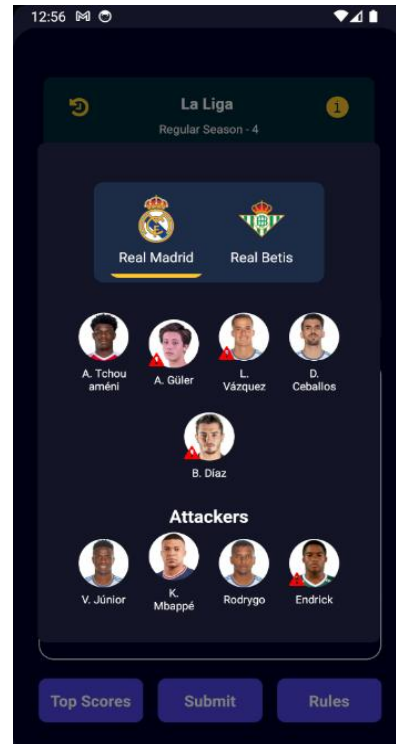 12:56
La Liga
i
Regular Season - 4
Real Madrid
Real Betis
A. Tchou
améni
A. Güler
L.
Vázquez
D.
Ceballos
B. Díaz
Attackers
V. Júnior
K.
Mbappé
Rodrygo
Endrick
Top Scores
Submit
Rules